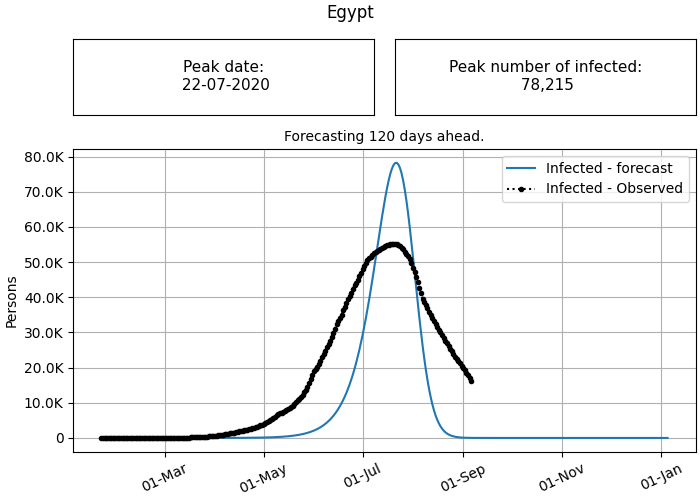 Egypt
Peak date:
22-07-2020
Peak number of infected:
78,215
Forecasting 120 days ahead.
80.0K
70.0K
60.0K
50.0K
40.0K
30.0K
20.0K
10.0K
0
Persons
Infected - forecast
Infected - Observed
01-Mar
01-May
01-Jul
01-Sep
01-Nov
01-Jan